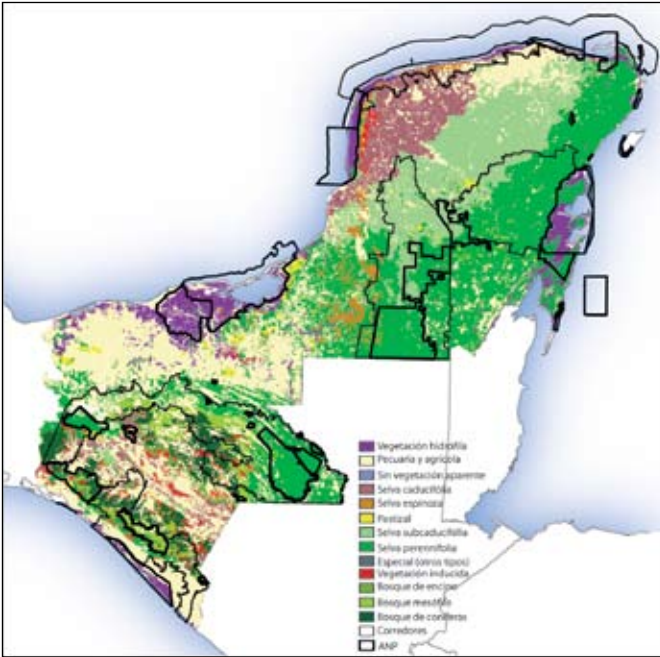 Vegetación hidrófila
Pecuaria y agrícola
Sin vegetación aparente
Selva caducifolia
Selva espinoza
Pastizal
Selva subcaducifolia
Selva perennifolia
Especial (otros tipos)
Vegetación inducida
Bosque de encino
Bosque mesófilo
Bosque de coníferas
Corredores
ANP